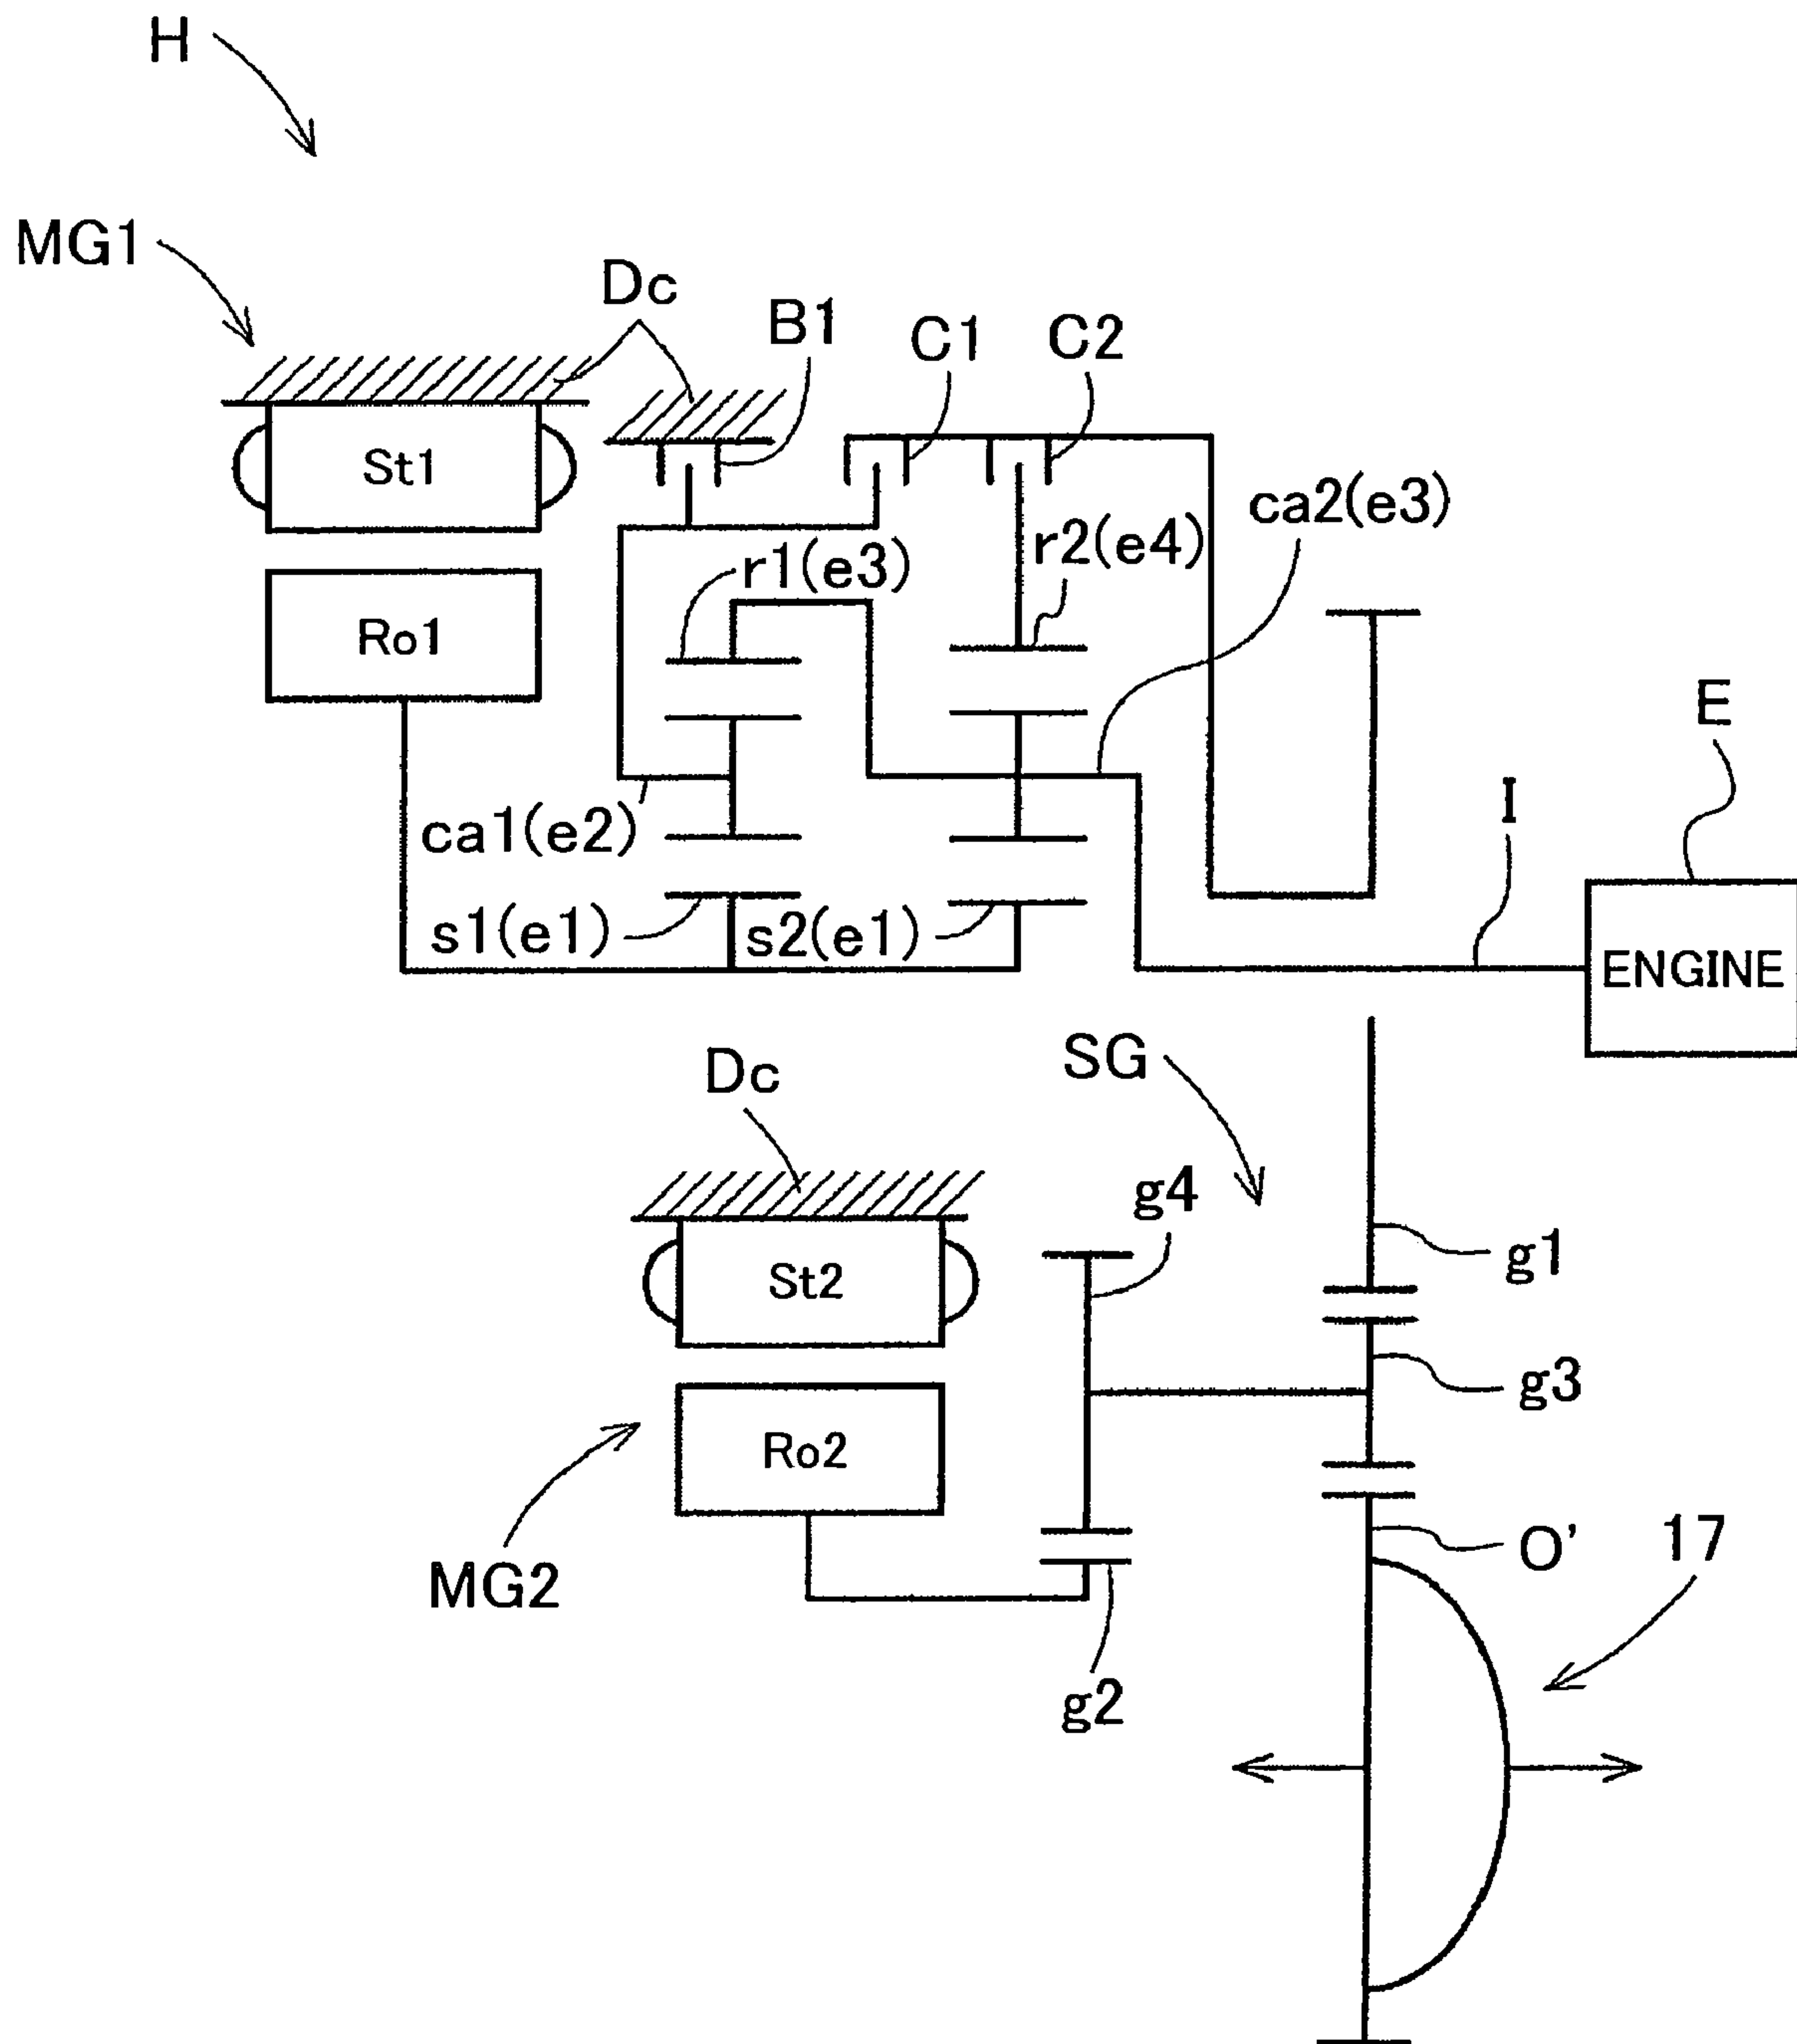 H
MG1
Dc
B1
C1
C2
St1
ca2(e3)
r1(e3)
r2(e4)
Ro1
E
I
ca1(e2)
s1(e1)
s2(e1)
ENGINE
SG
Dc
g4
g1
St2
g3
Ro2
O'
17
MG2
g2